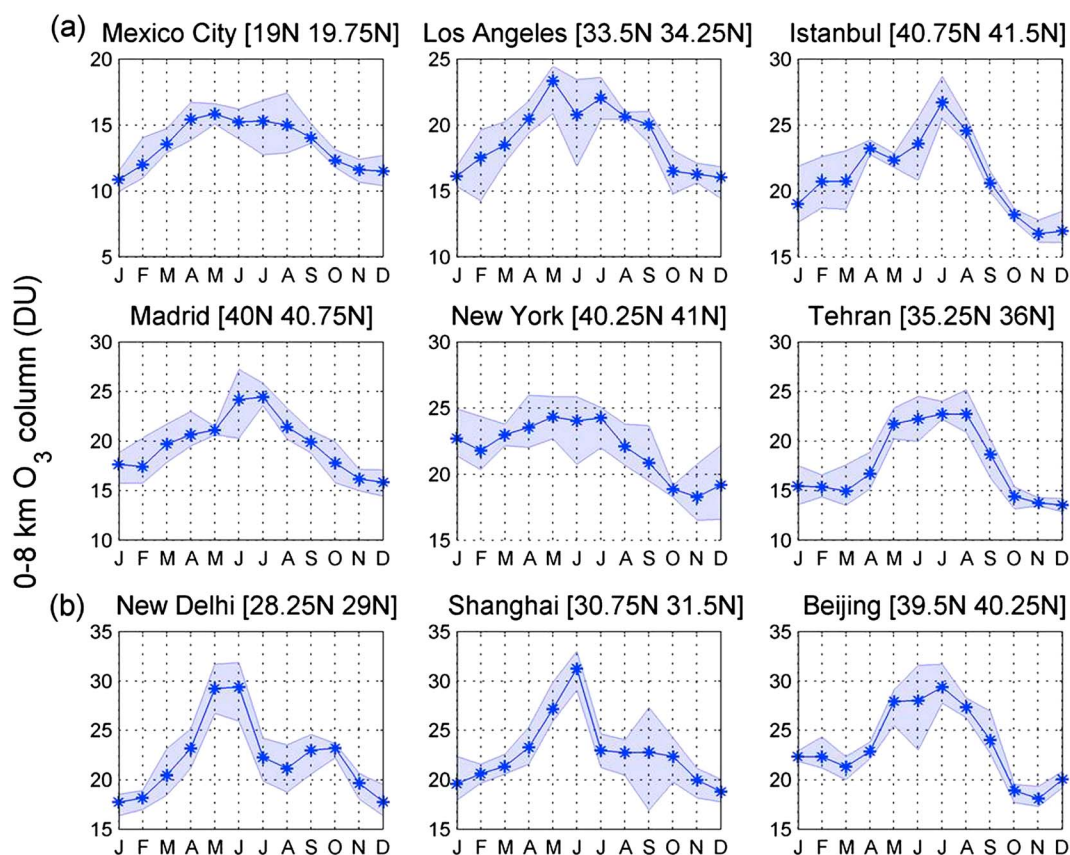 (a)
Mexico City [19N 19.75N] Los Angeles [33.5N 34.25N] Istanbul [40.75N 41.5N]
20 25 30
15 20 25
10 15 20
5 10 15
J F M A M J J A S O N D J F M A M J J A S O N D J F M A M J J A S O N D
0-8 km O₃ column (DU)
Madrid [40N 40.75N] New York [40.25N 41N] Tehran [35.25N 36N]
30 30 30
25 25 25
20 20 20
15 15 15
10 10
J F M A M J J A S O N D J F M A M J J A S O N D J F M A M J J A S O N D
(b)
New Delhi [28.25N 29N] Shanghai [30.75N 31.5N] Beijing [39.5N 40.25N]
35 35 35
30 30 30
25 25 25
20 20 20
15 15 15
J F M A M J J A S O N D J F M A M J J A S O N D J F M A M J J A S O N D